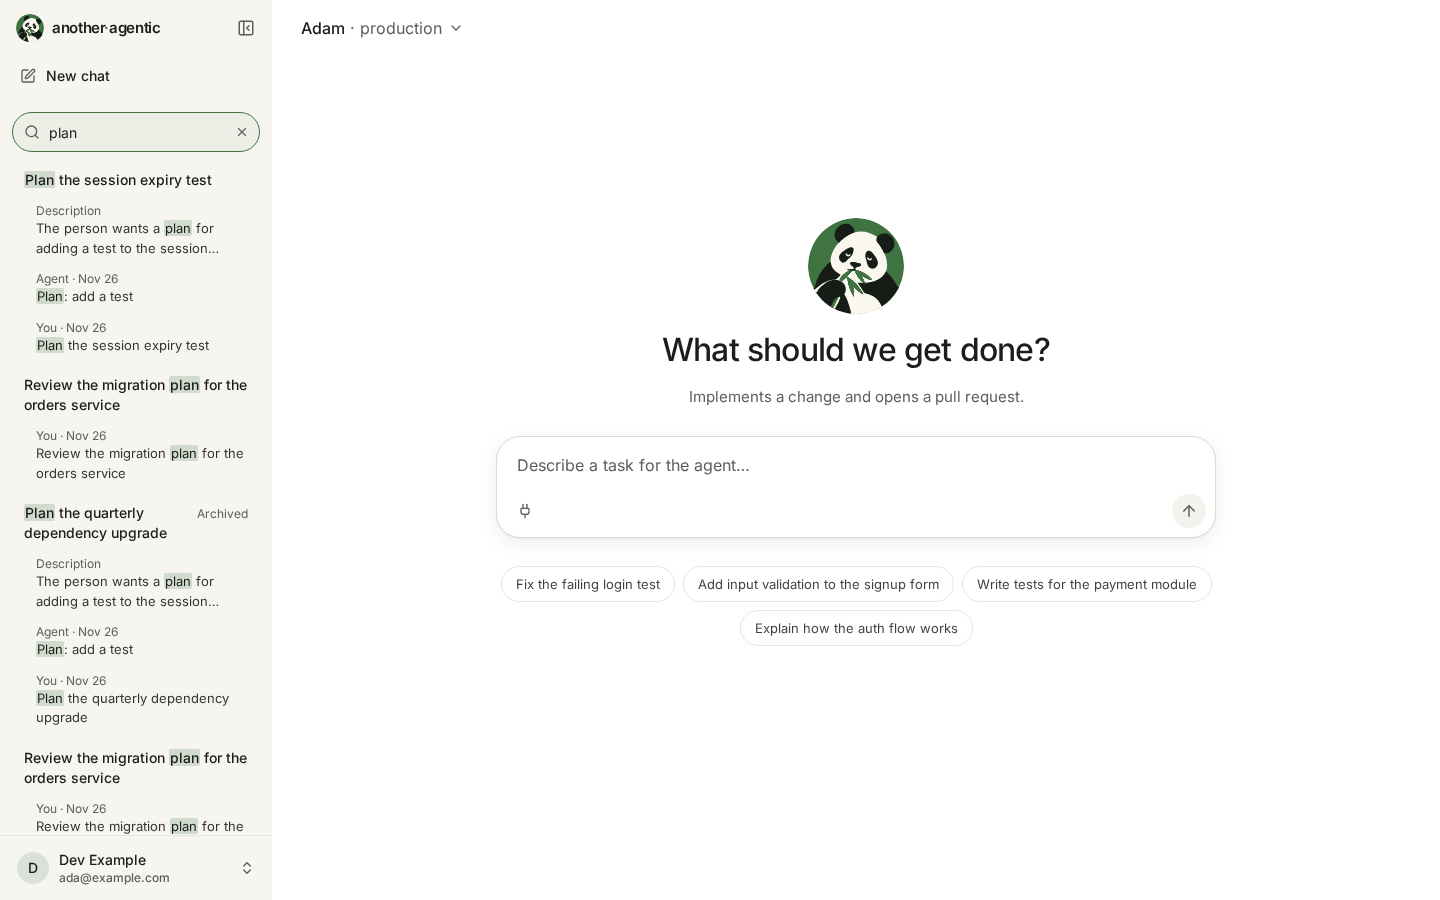 another·agentic
New chat
plan
Plan the session expiry test
Description
The person wants a plan for
adding a test to the session…
Agent · Nov 26
Plan: add a test
You · Nov 26
Plan the session expiry test
Review the migration plan for the
orders service
You · Nov 26
Review the migration plan for the
orders service
Plan the quarterly
dependency upgrade
Archived
Description
The person wants a plan for
adding a test to the session…
Agent · Nov 26
Plan: add a test
You · Nov 26
Plan the quarterly dependency
upgrade
Review the migration plan for the
orders service
You · Nov 26
Review the migration plan for the
D
Dev Example
ada@example.com
Adam · production
What should we get done?
Implements a change and opens a pull request.
Describe a task for the agent…
Fix the failing login test
Add input validation to the signup form
Write tests for the payment module
Explain how the auth flow works